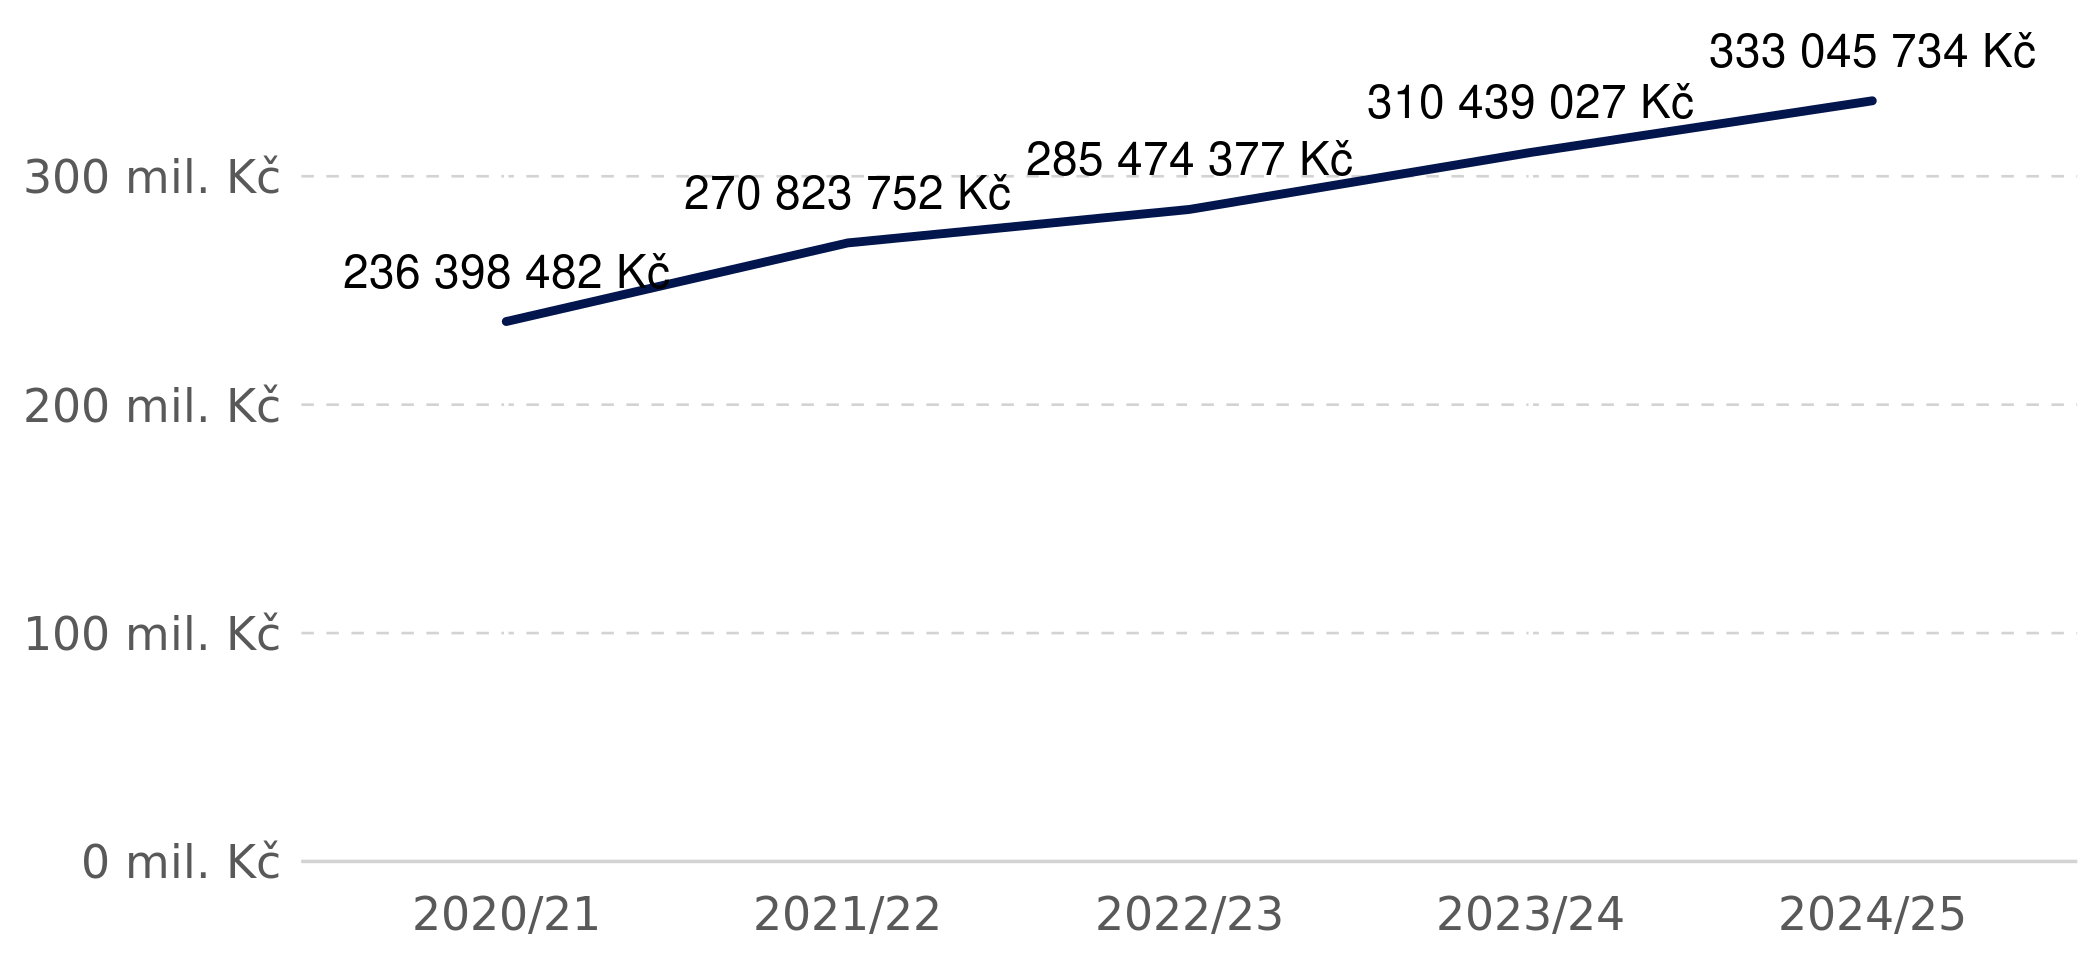 333 045 734 Kč
310 439 027 Kč
285 474 377 Kč
270 823 752 Kč
236 398 482 Kč
300 mil. Kč
200 mil. Kč
100 mil. Kč
0 mil. Kč
2020/21
2021/22
2022/23
2023/24
2024/25